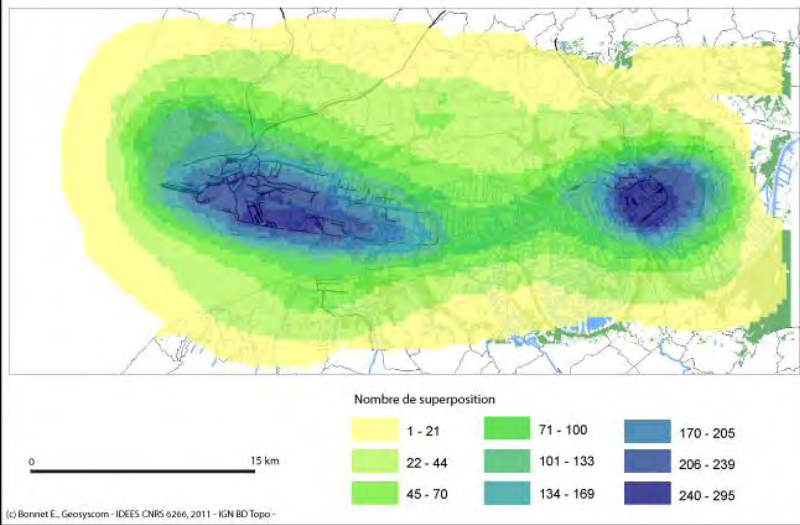 Nombre de superposition
1 - 21
22 - 44
45 - 70
71 - 100
101 - 133
134 - 169
170 - 205
206 - 239
240 - 295
0 15 km
(c) Bonnet E., Geosyscom - IDEES CNRS 6266, 2011 - IGN BD Topo -